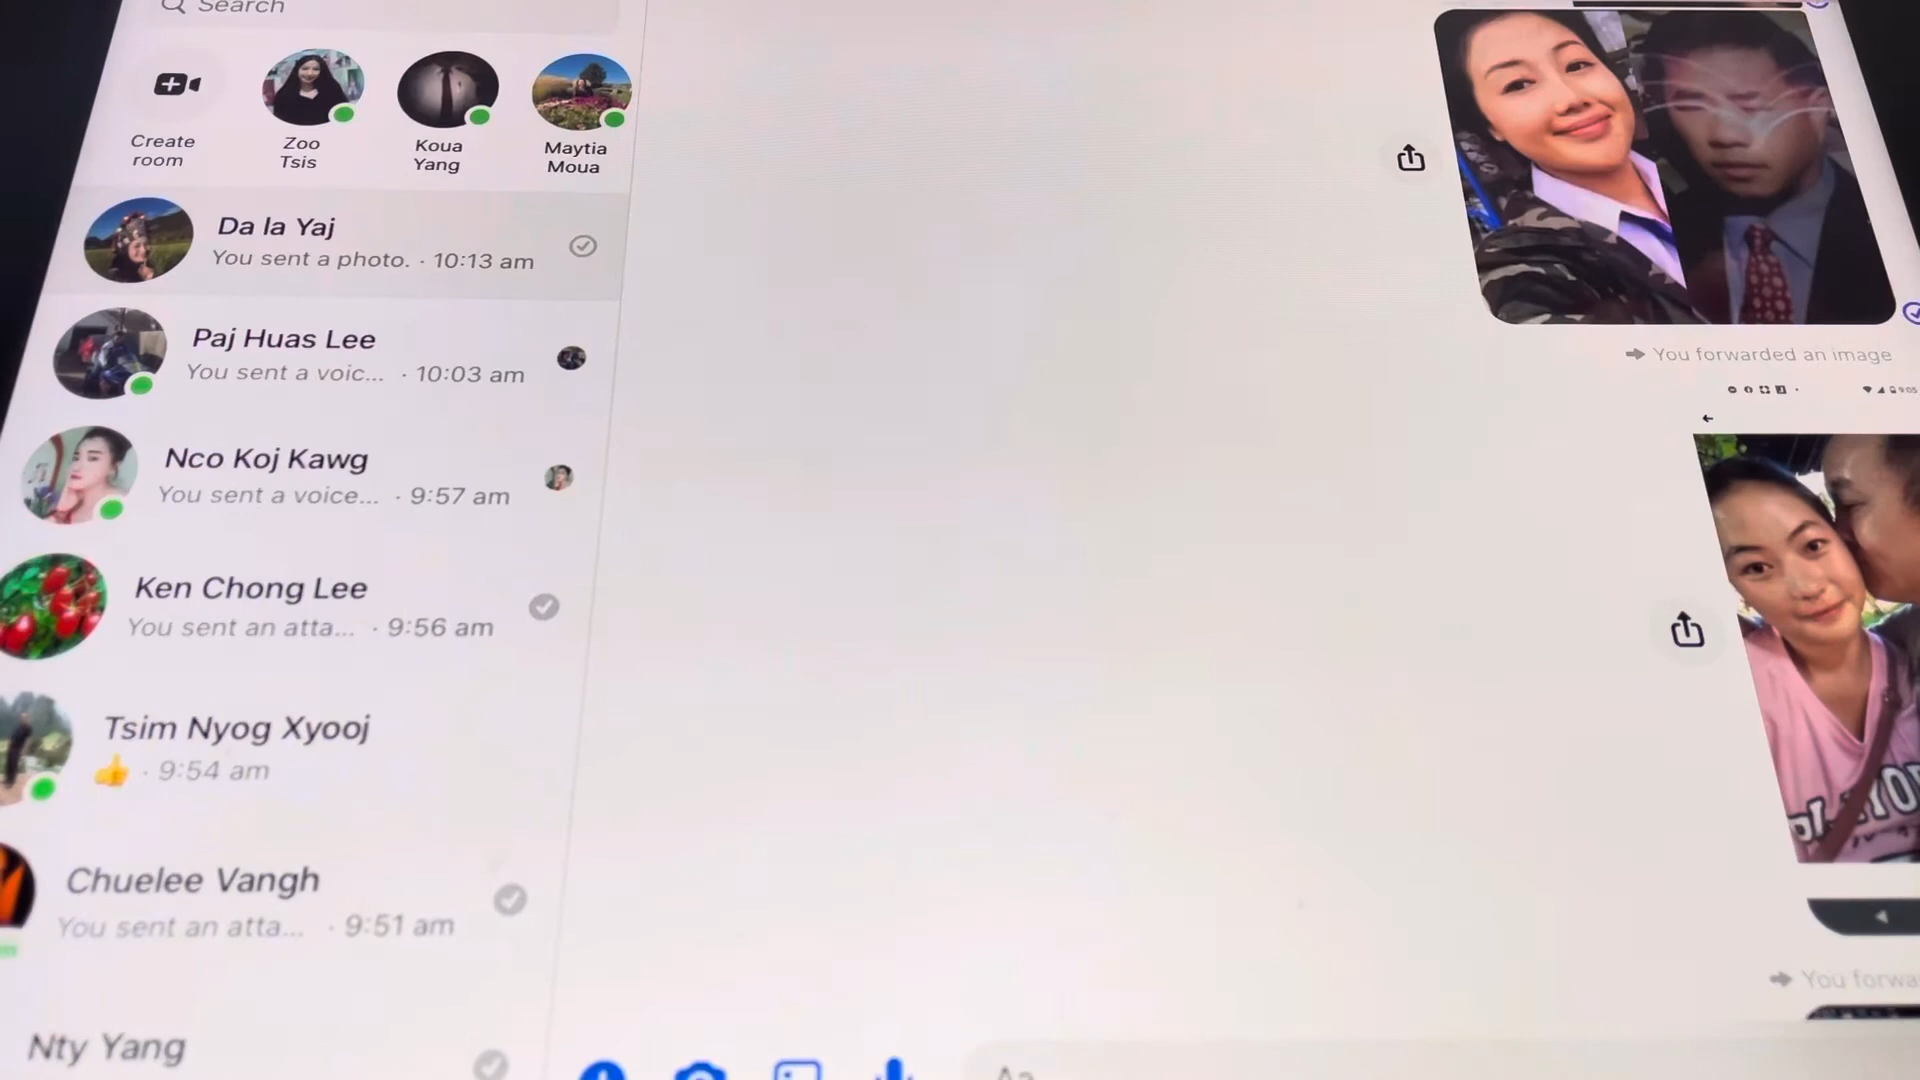 Search
Create
room
Zoo
Tsis
Koua
Yang
Maytia
Moua
Da la Yaj
You sent a photo. · 10:13 am
Paj Huas Lee
You sent a voic... · 10:03 am
Nco Koj Kawg
You sent a voice... · 9:57 am
Ken Chong Lee
You sent an atta... · 9:56 am
Tsim Nyog Xyooj
👍 · 9:54 am
Chuelee Vangh
You sent an atta... · 9:51 am
Nty Yang
You forwarded an image
9:05
You forwa
Aa